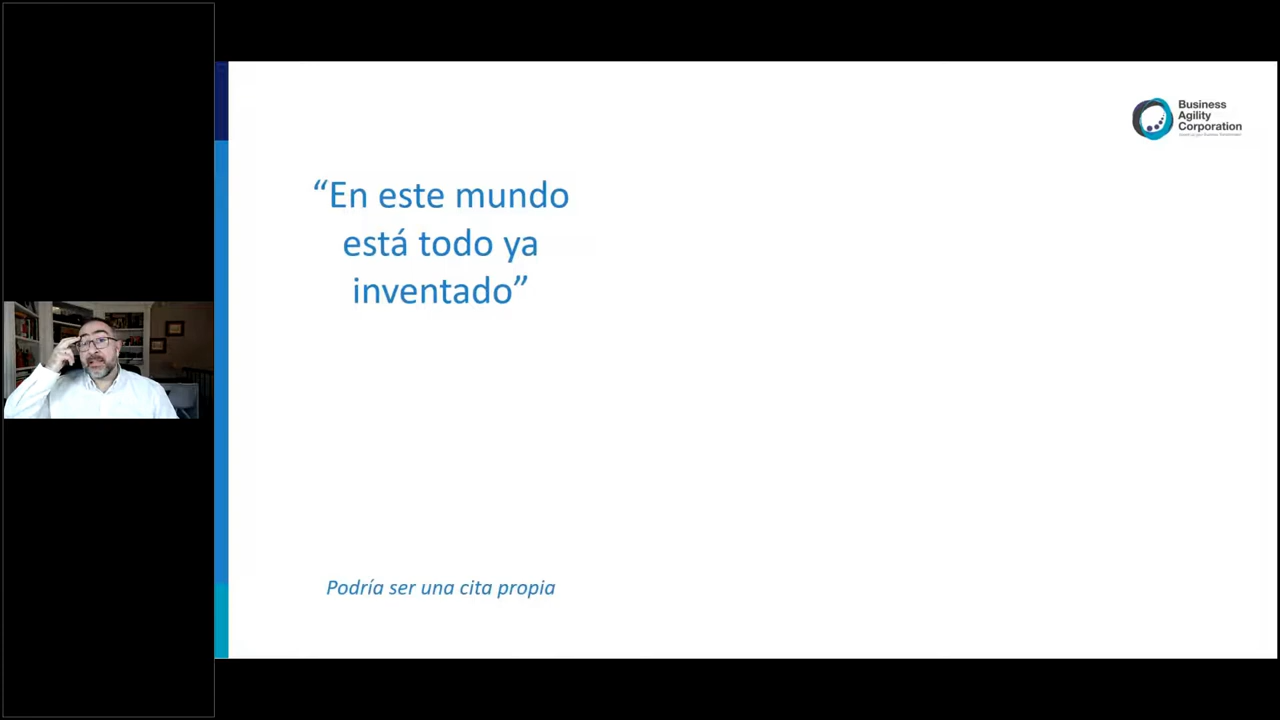 Business
Agility
Corporation
“En este mundo
está todo ya
inventado”
Podría ser una cita propia